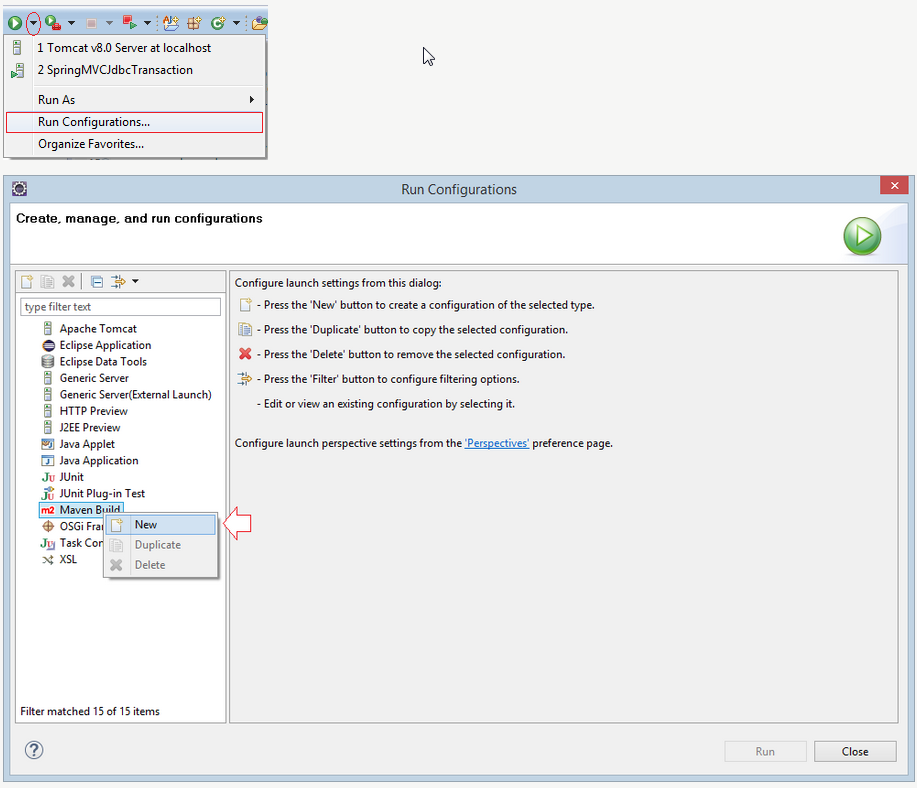 1 Tomcat v8.0 Server at localhost
2 SpringMVCJdbcTransaction
Run As
Run Configurations...
Organize Favorites...
Run Configurations
Create, manage, and run configurations
type filter text
Apache Tomcat
Eclipse Application
Eclipse Data Tools
Generic Server
Generic Server(External Launch)
HTTP Preview
J2EE Preview
Java Applet
Java Application
JUnit
JUnit Plug-in Test
m2 Maven Build
OSGi Fra
Task Con
XSL
New
Duplicate
Delete
Filter matched 15 of 15 items
Configure launch settings from this dialog:
- Press the 'New' button to create a configuration of the selected type.
- Press the 'Duplicate' button to copy the selected configuration.
- Press the 'Delete' button to remove the selected configuration.
- Press the 'Filter' button to configure filtering options.
- Edit or view an existing configuration by selecting it.
Configure launch perspective settings from the 'Perspectives' preference page.
Run
Close